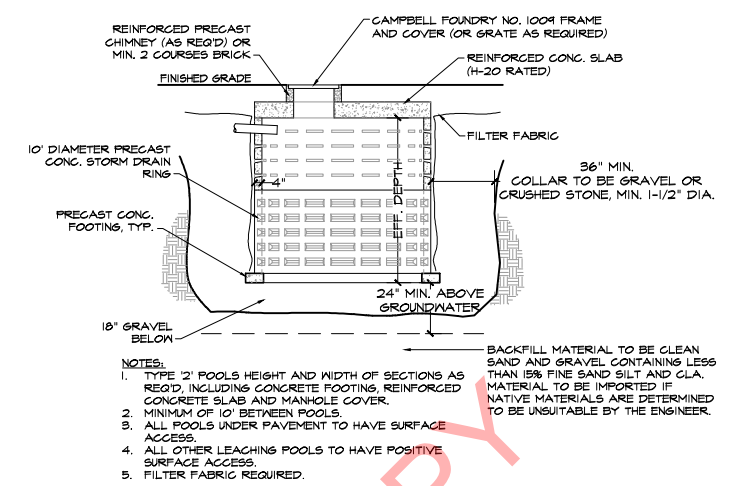 REINFORCED PRECAST
CHIMNEY (AS REQ'D) OR
MIN. 2 COURSES BRICK
FINISHED GRADE
CAMPBELL FOUNDRY NO. 1009 FRAME
AND COVER (OR GRATE AS REQUIRED)
REINFORCED CONC. SLAB
(H-20 RATED)
FILTER FABRIC
10' DIAMETER PRECAST
CONC. STORM DRAIN
RING
4"
EFF. DEPTH
36" MIN.
COLLAR TO BE GRAVEL OR
CRUSHED STONE, MIN. 1-1/2" DIA.
PRECAST CONC.
FOOTING, TYP.
24" MIN. ABOVE
GROUNDWATER
18" GRAVEL
BELOW
BACKFILL MATERIAL TO BE CLEAN
SAND AND GRAVEL CONTAINING LESS
THAN 15% FINE SAND SILT AND CLA.
MATERIAL TO BE IMPORTED IF
NATIVE MATERIALS ARE DETERMINED
TO BE UNSUITABLE BY THE ENGINEER.
NOTES:
1. TYPE '2' POOLS HEIGHT AND WIDTH OF SECTIONS AS
REQ'D, INCLUDING CONCRETE FOOTING, REINFORCED
CONCRETE SLAB AND MANHOLE COVER.
2. MINIMUM OF 10' BETWEEN POOLS.
3. ALL POOLS UNDER PAVEMENT TO HAVE SURFACE
ACCESS.
4. ALL OTHER LEACHING POOLS TO HAVE POSITIVE
SURFACE ACCESS.
5. FILTER FABRIC REQUIRED.
PY